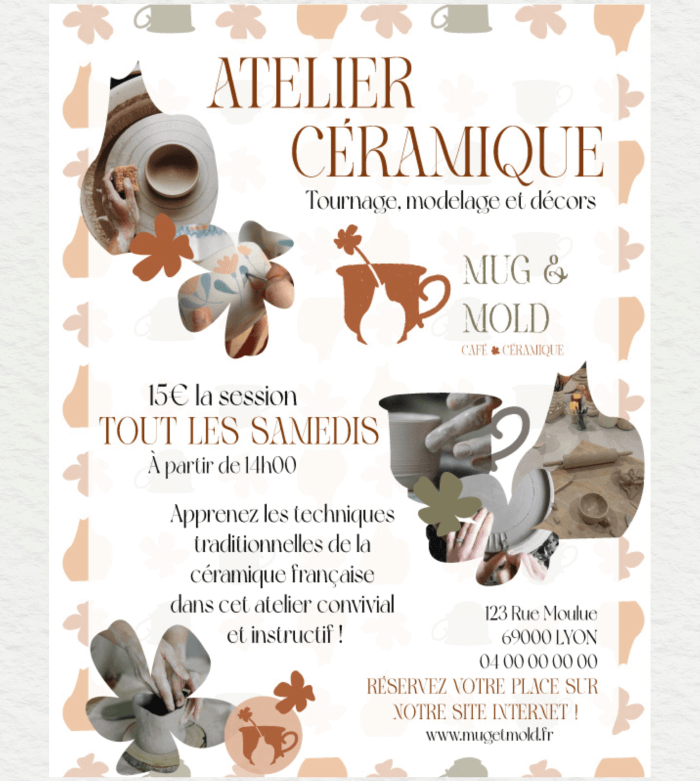 ATELIER
CÉRAMIQUE
Tournage, modelage et décors
MUG &
MOLD
CAFÉ CÉRAMIQUE
15€ la session
TOUT LES SAMEDIS
À partir de 14h00
Apprenez les techniques
traditionnelles de la
céramique française
dans cet atelier convivial
et instructif !
123 Rue Moulue
69000 LYON
04 00 00 00 00
RÉSERVEZ VOTRE PLACE SUR
NOTRE SITE INTERNET !
www.mugetmold.fr